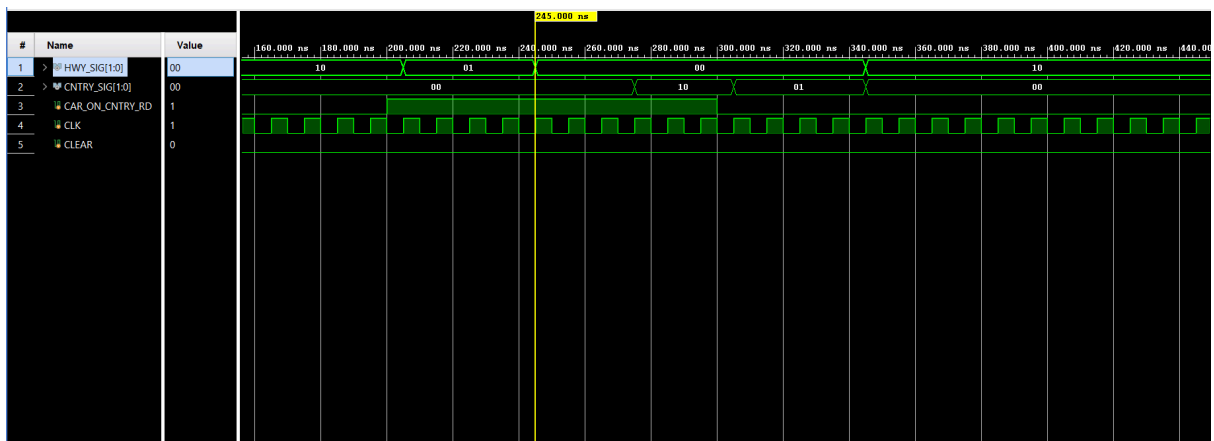 245.000 ns
# Name Value
160.000 ns 180.000 ns 200.000 ns 220.000 ns 240.000 ns 260.000 ns 280.000 ns 300.000 ns 320.000 ns 340.000 ns 360.000 ns 380.000 ns 400.000 ns 420.000 ns 440.0
1 > HWY_SIG[1:0] 00 10 01 00 10
2 > CNTRY_SIG[1:0] 00 00 10 01 00
3 CAR_ON_CNTRY_RD 1
4 CLK 1
5 CLEAR 0